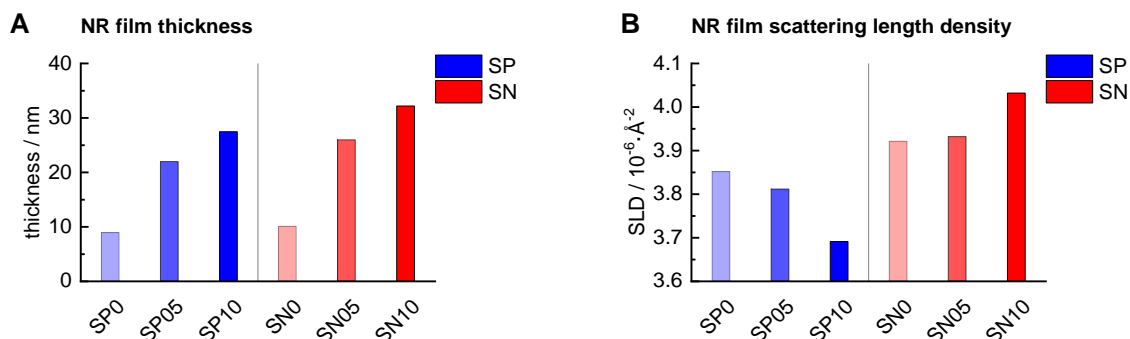 A
NR film thickness
SP
SN
thickness / nm
40
30
20
10
0
SP0
SP05
SP10
SN0
SN05
SN10
B
NR film scattering length density
SP
SN
SLD / 10⁻⁶·Å⁻²
4.1
4.0
3.9
3.8
3.7
3.6
SP0
SP05
SP10
SN0
SN05
SN10